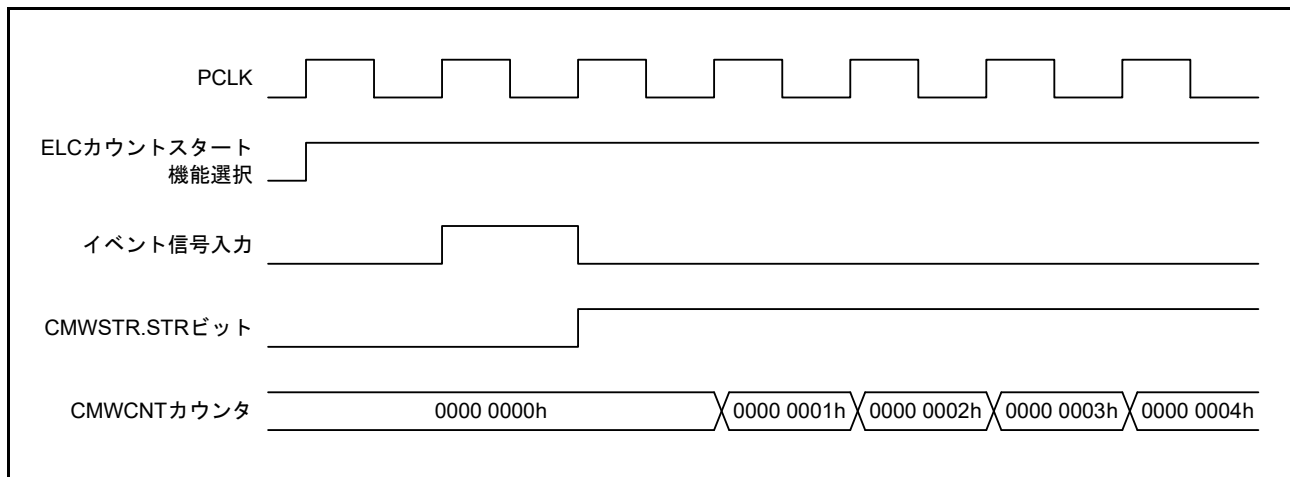 PCLK
ELCカウントスタート
機能選択
イベント信号入力
CMWSTR.STRビット
CMWCNTカウンタ
0000 0000h
0000 0001h
0000 0002h
0000 0003h
0000 0004h